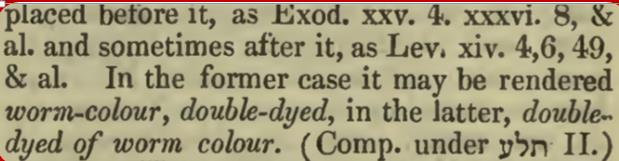 placed before it, as Exod. xxv. 4. xxxvi. 8, &
al. and sometimes after it, as Lev. xiv. 4,6, 49,
& al. In the former case it may be rendered
worm-colour, double-dyed, in the latter, double-
dyed of worm colour. (Comp. under תלע II.)